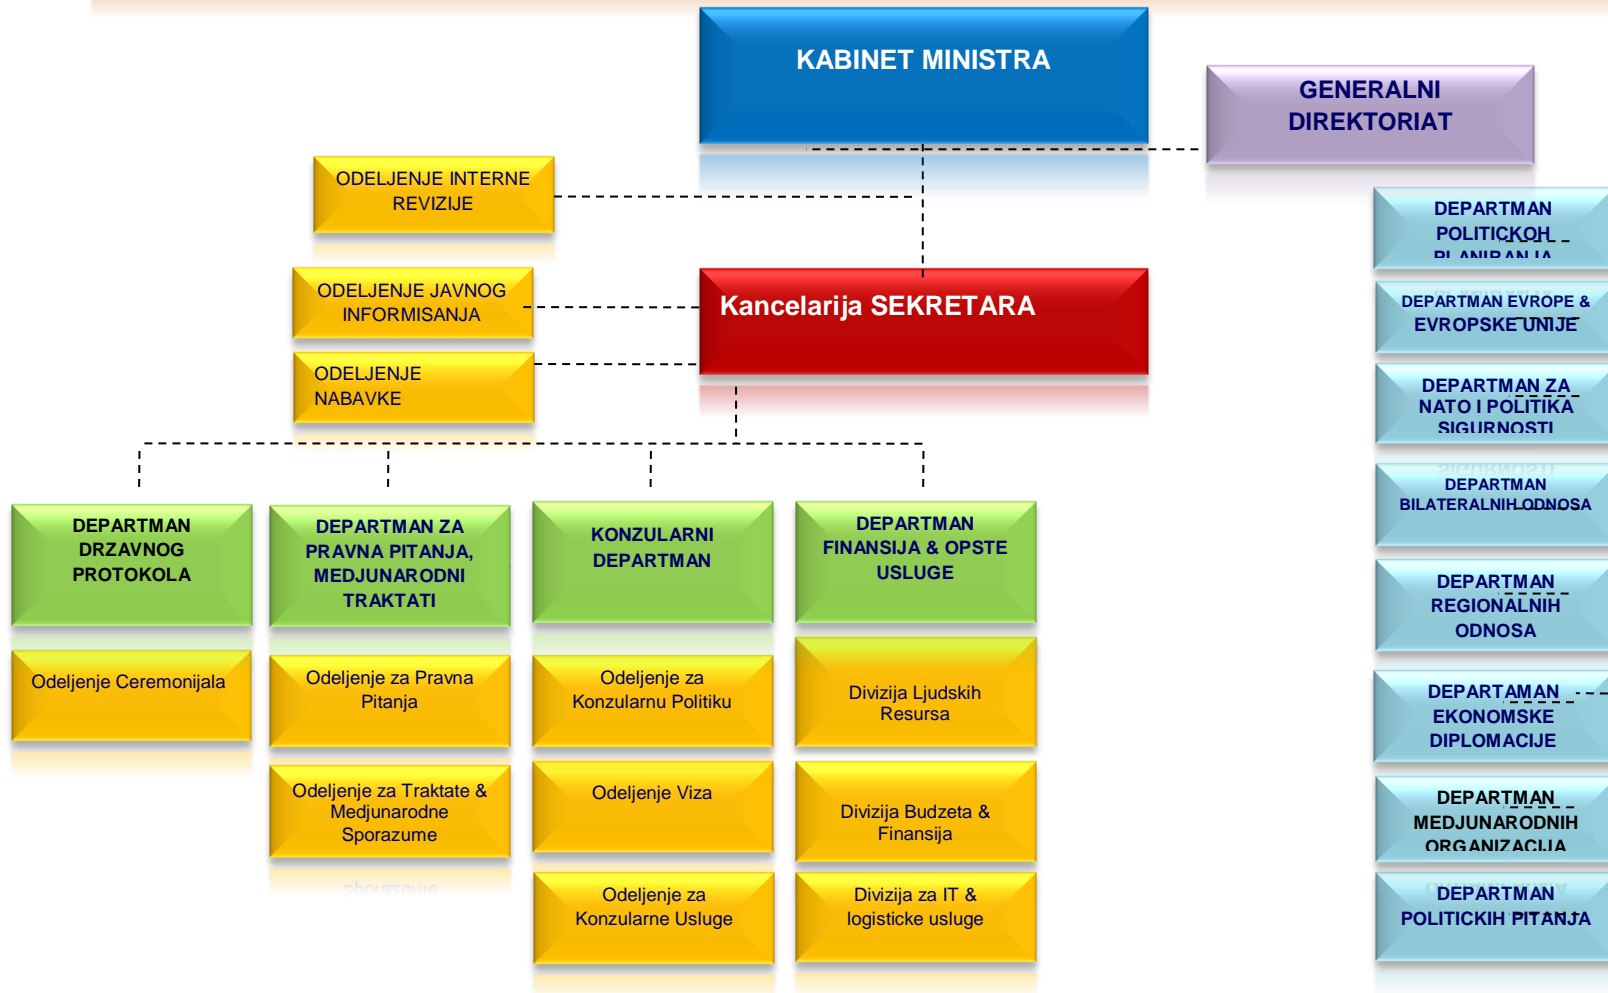 KABINET MINISTRA
GENERALNI
DIREKTORIAT
ODELJENJE INTERNE
REVIZIJE
ODELJENJE JAVNOG
INFORMISANJA
ODELJENJE
NABAVKE
Kancelarija SEKRETARA
DEPARTMAN
DRZAVNOG
PROTOKOLA
Odeljenje Ceremonijala
DEPARTMAN ZA
PRAVNA PITANJA,
MEDJUNARODNI
TRAKTATI
Odeljenje za Pravna
Pitanja
Odeljenje za Traktate &
Medjunarodne
Sporazume
KONZULARNI
DEPARTMAN
Odeljenje za
Konzularnu Politiku
Odeljenje Viza
Odeljenje za
Konzularne Usluge
DEPARTMAN
FINANSIJA & OPSTE
USLUGE
Divizija Ljudskih
Resursa
Divizija Budzeta &
Finansija
Divizija za IT &
logisticke usluge
DEPARTMAN
POLITICKOH
PLANIRANJA
DEPARTMAN EVROPE &
EVROPSKE UNIJE
DEPARTMAN ZA
NATO I POLITIKA
SIGURNOSTI
DEPARTMAN
BILATERALNIH ODNOSA
DEPARTMAN
REGIONALNIH
ODNOSA
DEPARTAMAN
EKONOMSKE
DIPLOMACIJE
DEPARTMAN
MEDJUNARODNIH
ORGANIZACIJA
DEPARTMAN
POLITICKIH PITANJA